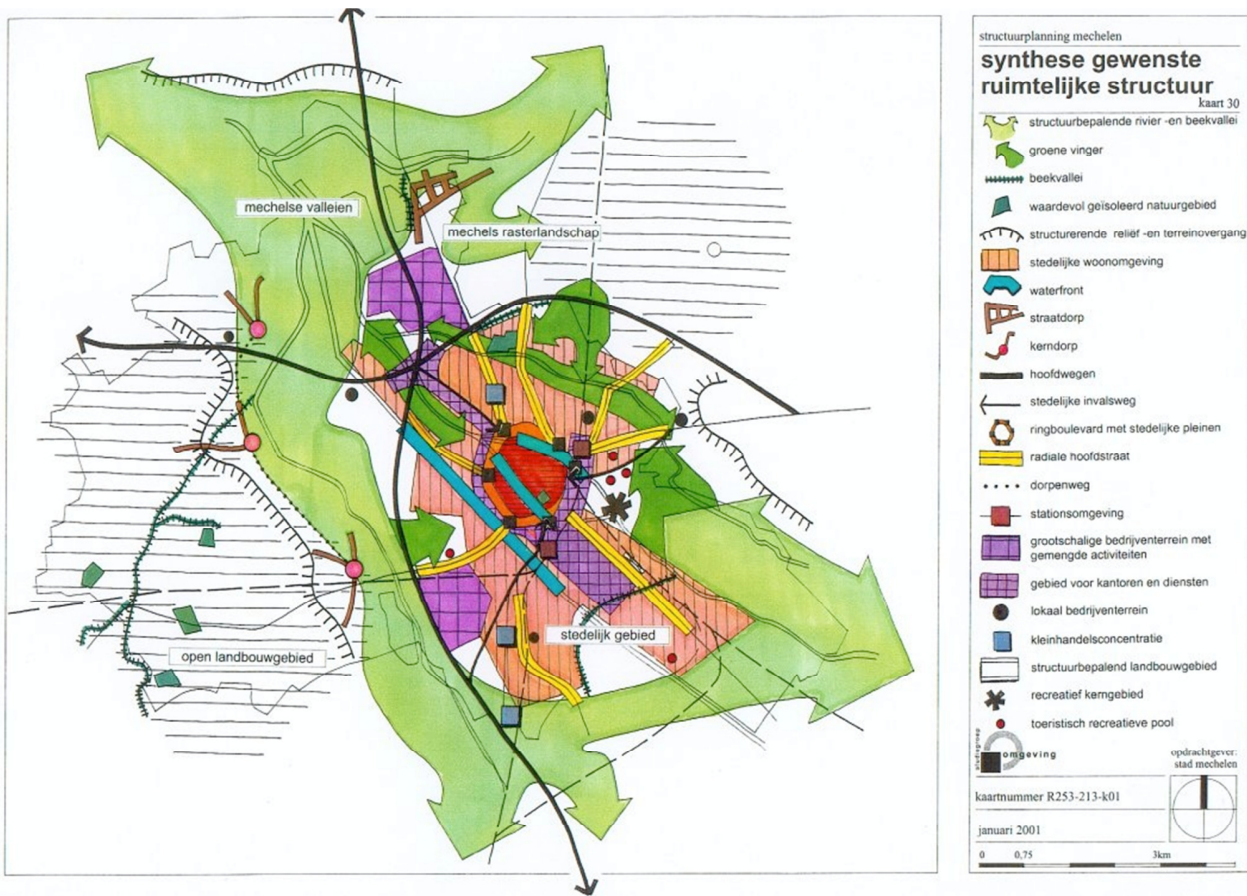 mechelse valleien
mechels rasterlandschap
stedelijk gebied
open landbouwgebied
structuurplanning mechelen
synthese gewenste
ruimtelijke structuur
kaart 30
structuurbepalende rivier -en beekvallei
groene vinger
beekvallei
waardevol geïsoleerd natuurgebied
structurerende reliëf -en terreinovergang
stedelijke woonomgeving
waterfront
straatdorp
kerndorp
hoofdwegen
stedelijke invalsweg
ringboulevard met stedelijke pleinen
radiale hoofdstraat
dorpenweg
stationsomgeving
grootschalige bedrijventerrein met
gemengde activiteiten
gebied voor kantoren en diensten
lokaal bedrijventerrein
kleinhandelsconcentratie
structuurbepalend landbouwgebied
recreatief kerngebied
toeristisch recreatieve pool
studiegroep
omgeving
opdrachtgever:
stad mechelen
kaartnummer R253-213-k01
januari 2001
0 0,75 3km